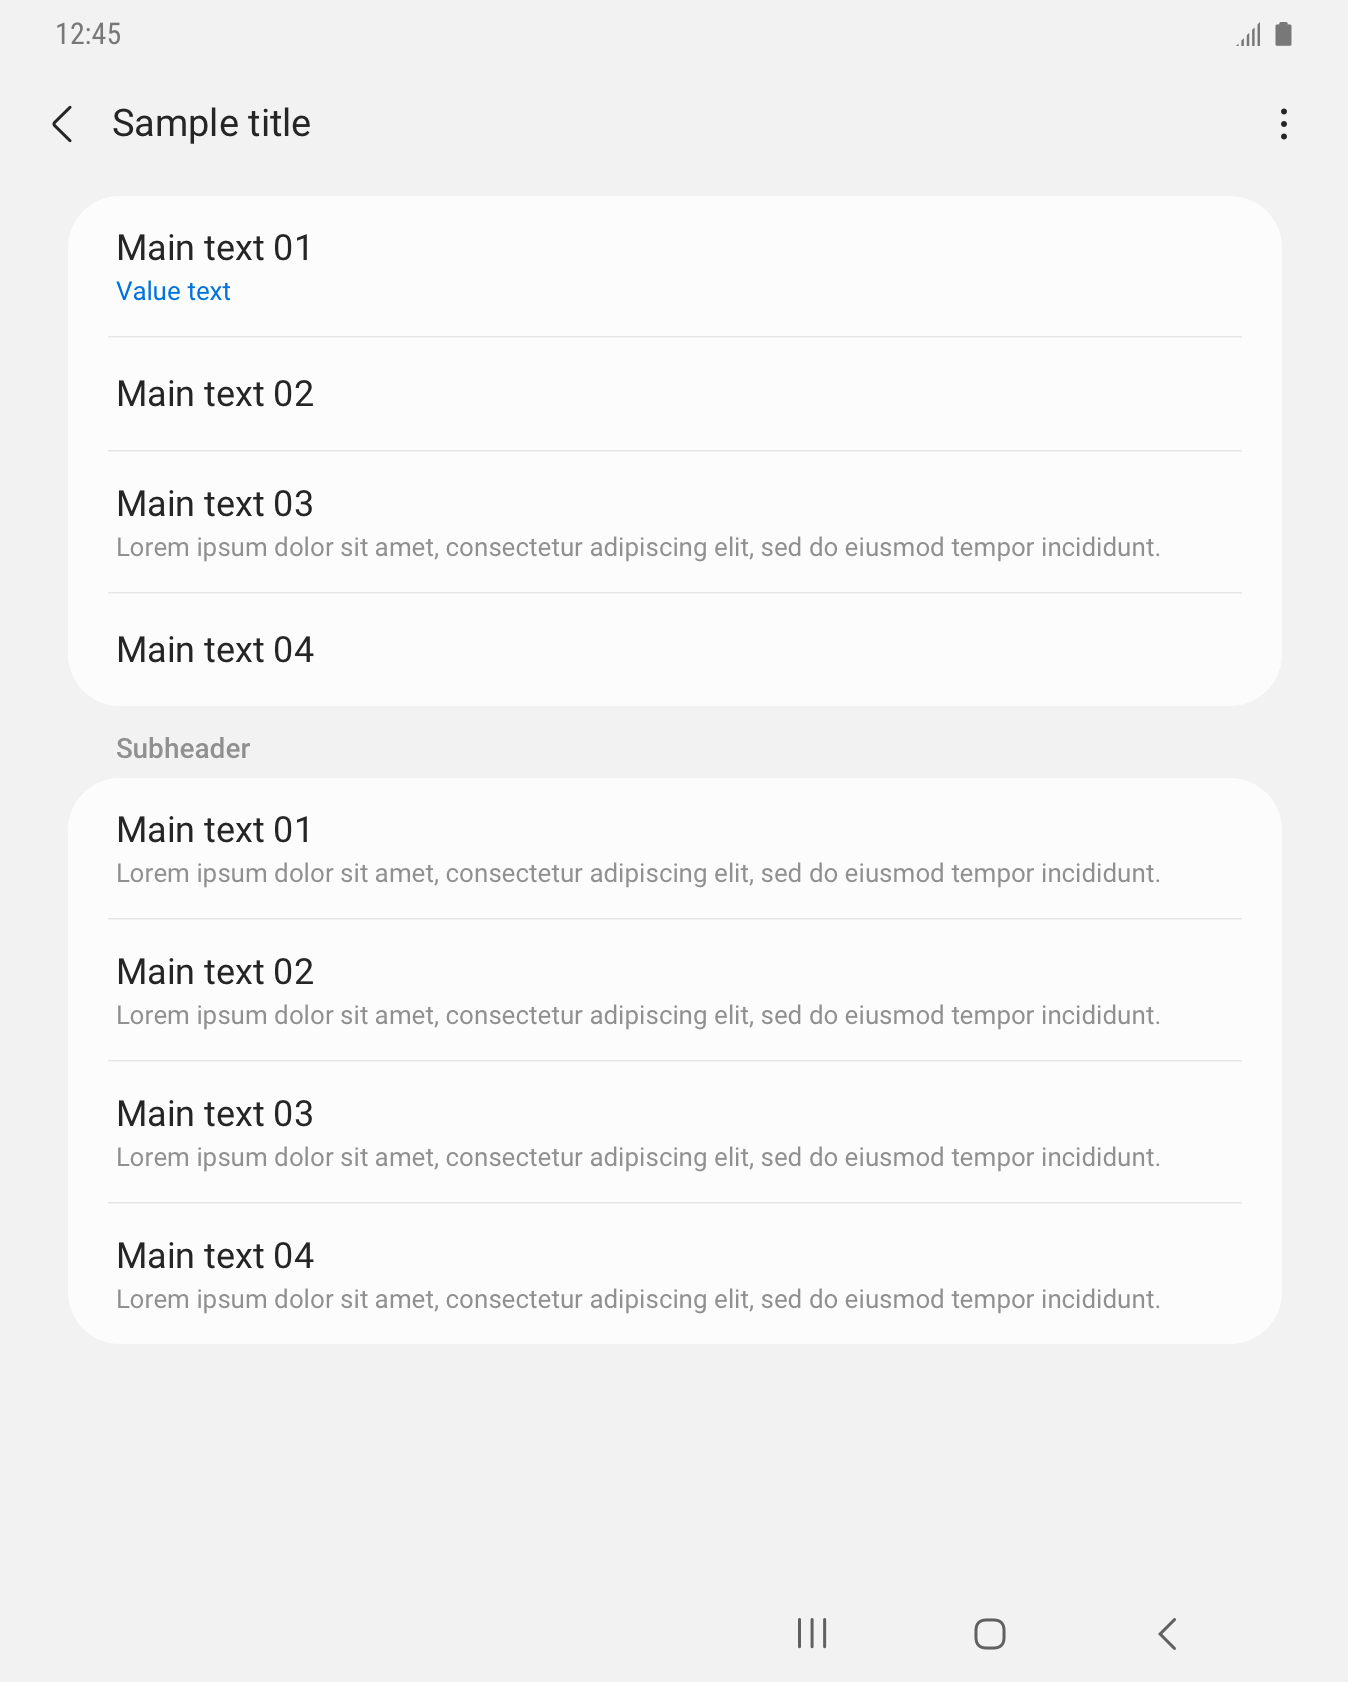 12:45
Sample title
Main text 01
Value text
Main text 02
Main text 03
Lorem ipsum dolor sit amet, consectetur adipiscing elit, sed do eiusmod tempor incididunt.
Main text 04
Subheader
Main text 01
Lorem ipsum dolor sit amet, consectetur adipiscing elit, sed do eiusmod tempor incididunt.
Main text 02
Lorem ipsum dolor sit amet, consectetur adipiscing elit, sed do eiusmod tempor incididunt.
Main text 03
Lorem ipsum dolor sit amet, consectetur adipiscing elit, sed do eiusmod tempor incididunt.
Main text 04
Lorem ipsum dolor sit amet, consectetur adipiscing elit, sed do eiusmod tempor incididunt.